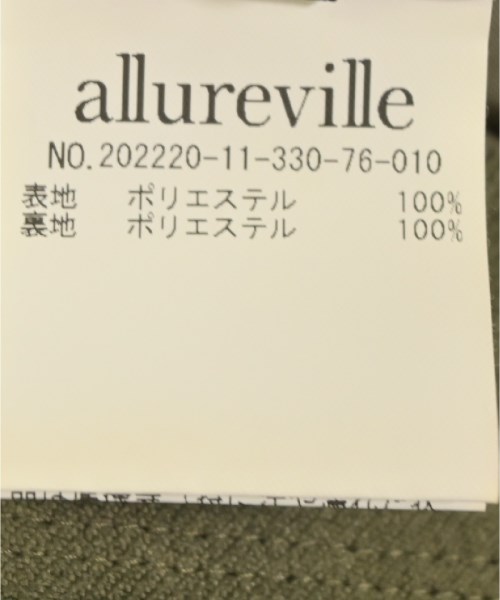 allureville
NO.202220-11-330-76-010
表地 ポリエステル 100%
裏地 ポリエステル 100%